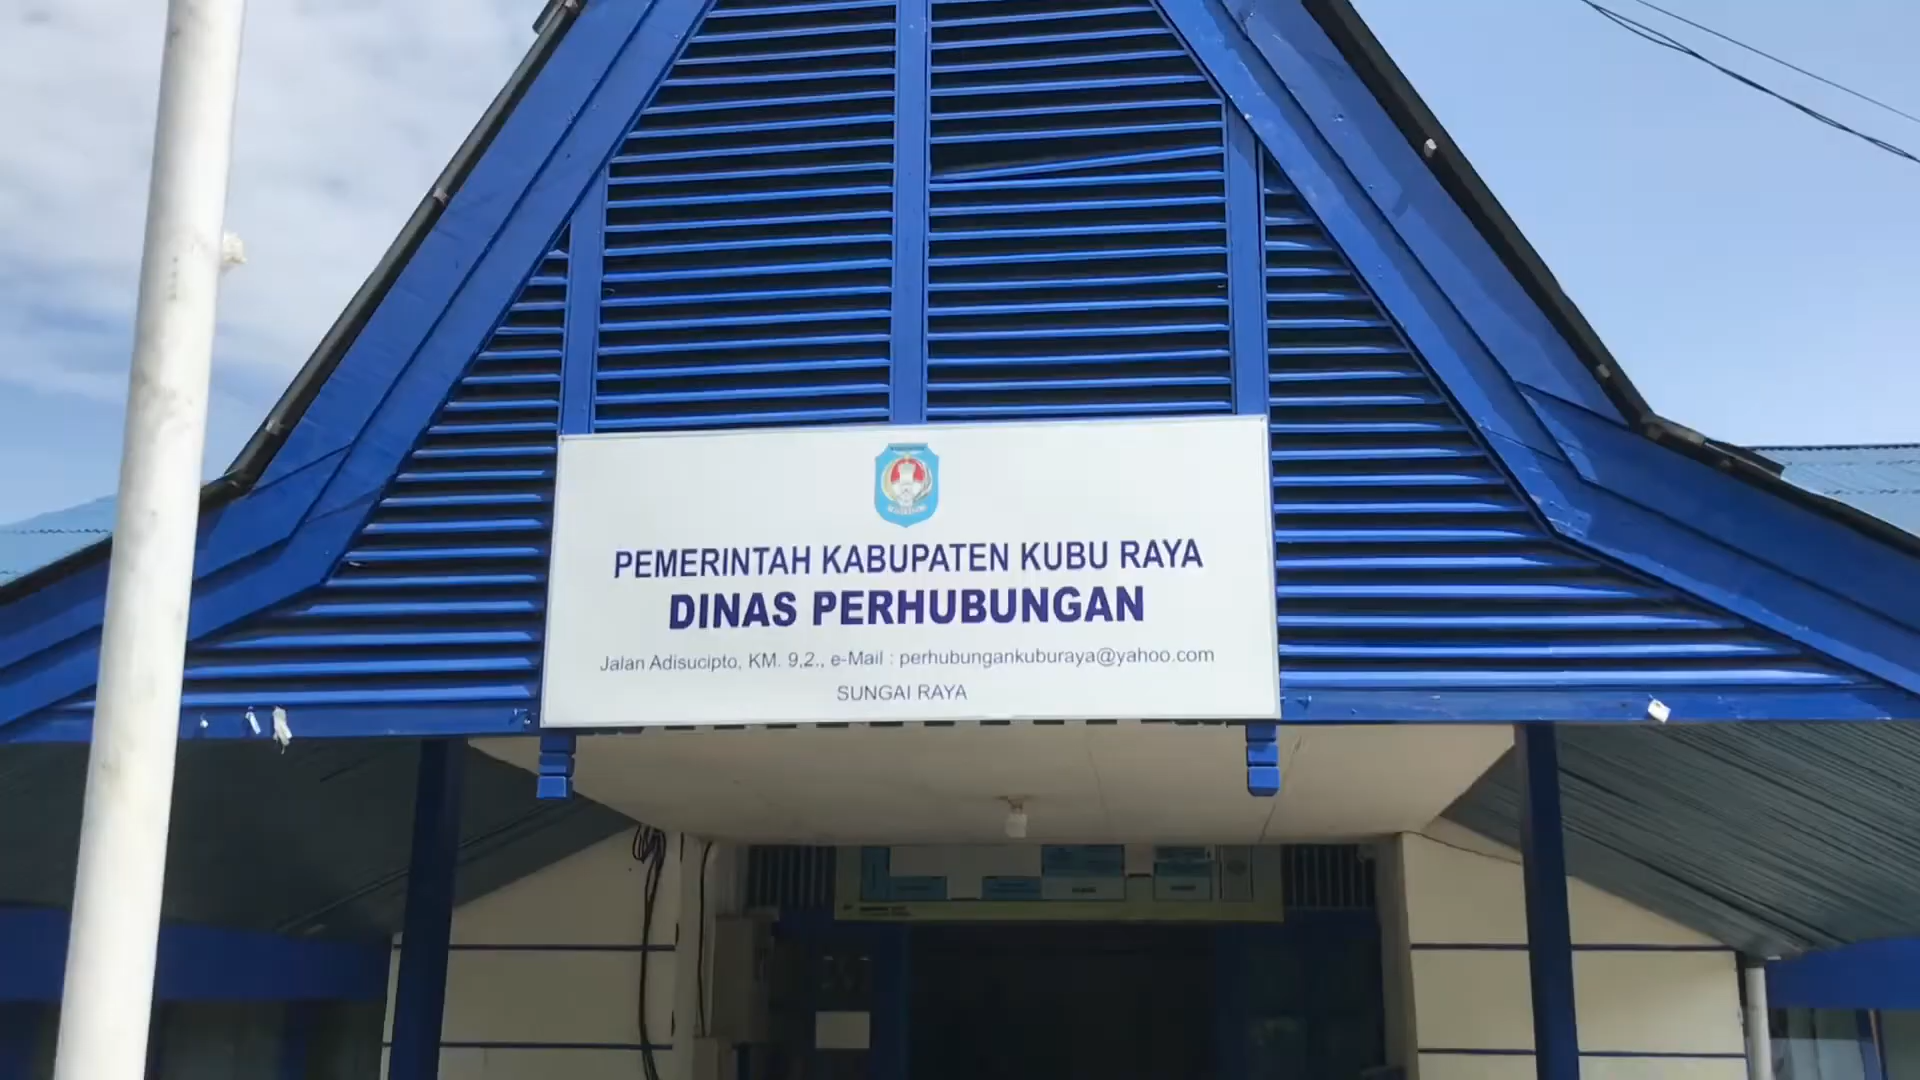 PEMERINTAH KABUPATEN KUBU RAYA
DINAS PERHUBUNGAN
Jalan Adisucipto, KM. 9,2., e-Mail : perhubungankuburaya@yahoo.com
SUNGAI RAYA